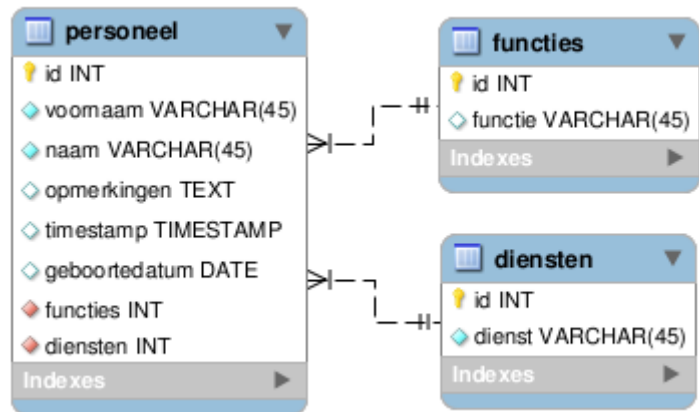 personeel
id INT
voornaam VARCHAR(45)
naam VARCHAR(45)
opmerkingen TEXT
timestamp TIMESTAMP
geboortedatum DATE
functies INT
diensten INT
Indexes
functies
id INT
functie VARCHAR(45)
Indexes
diensten
id INT
dienst VARCHAR(45)
Indexes